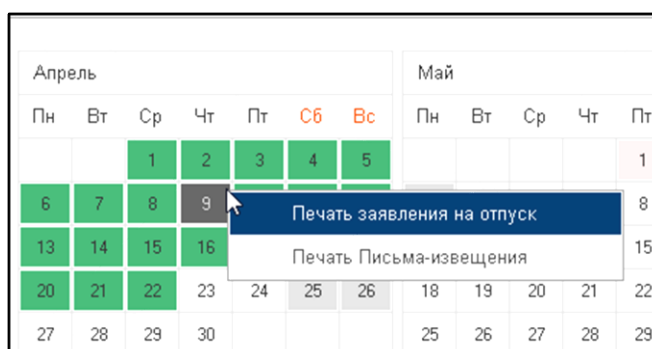 Апрель Май
Пн Вт Ср Чт Пт Сб Вс Пн Вт Ср Чт Пт
1 2 3 4 5 1
6 7 8 9 Печать заявления на отпуск 8
13 14 15 16 Печать Письма-извещения 15
20 21 22 23 24 25 26 18 19 20 21 22
27 28 29 30 25 26 27 28 29